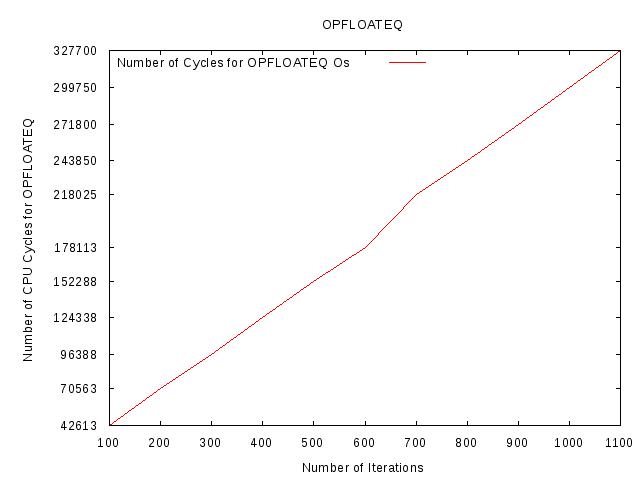 OPFLOATEQ
327700
Number of Cycles for OPFLOATEQ Os
299750
271800
243850
218025
178113
152288
124338
96388
70563
42613
Number of CPU Cycles for OPFLOATEQ
100 200 300 400 500 600 700 800 900 1000 1100
Number of Iterations